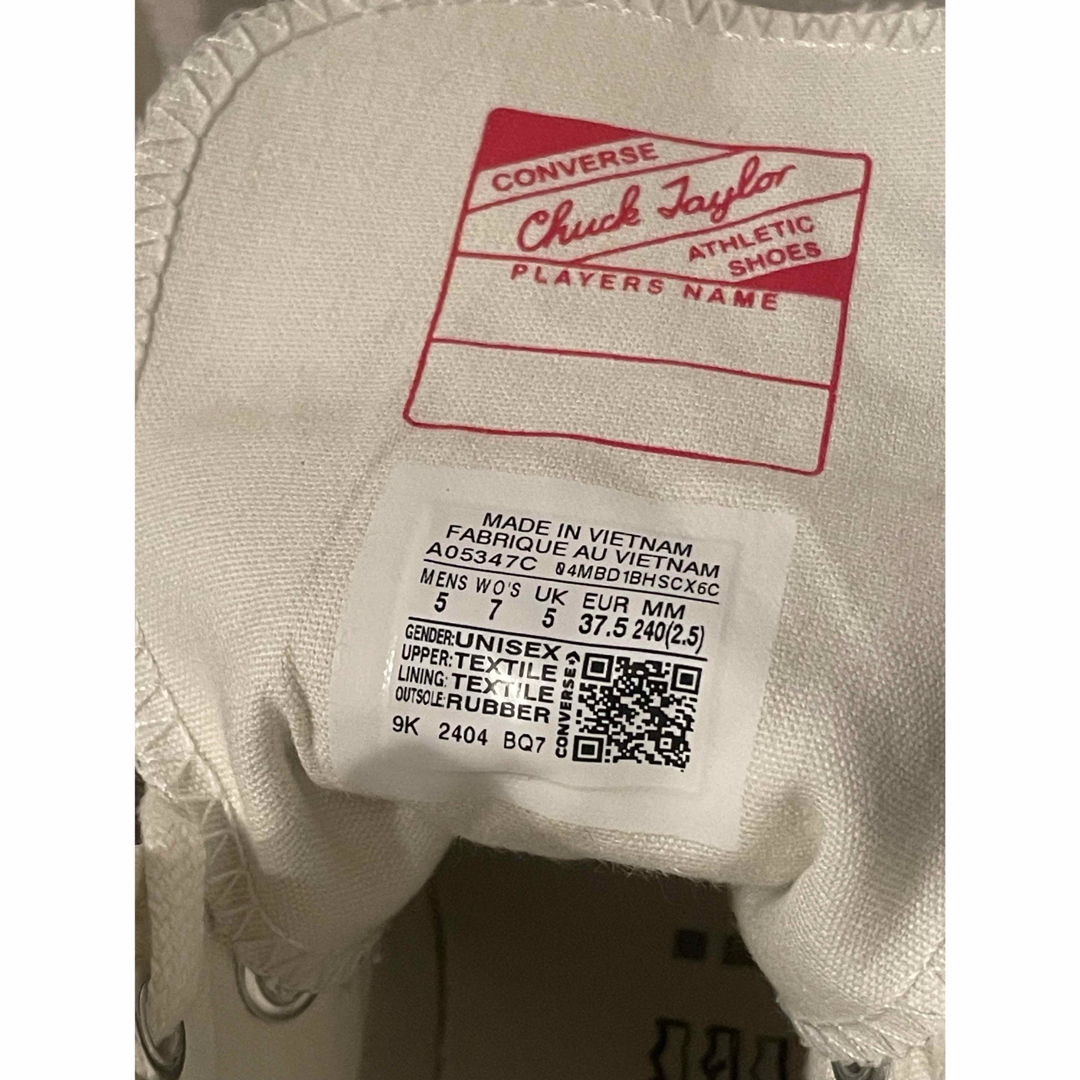 CONVERSE
Chuck Taylor
ATHLETIC
SHOES
PLAYERS NAME
MADE IN VIETNAM
FABRIQUE AU VIETNAM
A05347C 04MBD1BHSCX6C
MENS WO'S UK EUR MM
5 7 5 37.5 240(2.5)
GENDER:UNISEX
UPPER:TEXTILE
LINING:TEXTILE
OUTSOLE:RUBBER
CONVERSE
9K 2404 BQ7